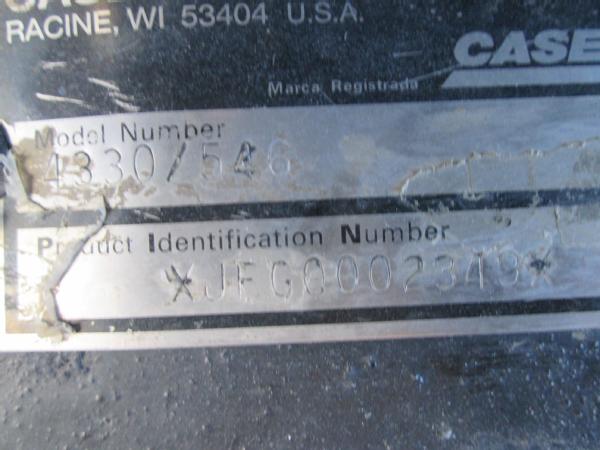 RACINE, WI 53404 U.S.A.
CASE
Marca Registrada
Model Number
4330/546
Product Identification Number
*JFG0002349*